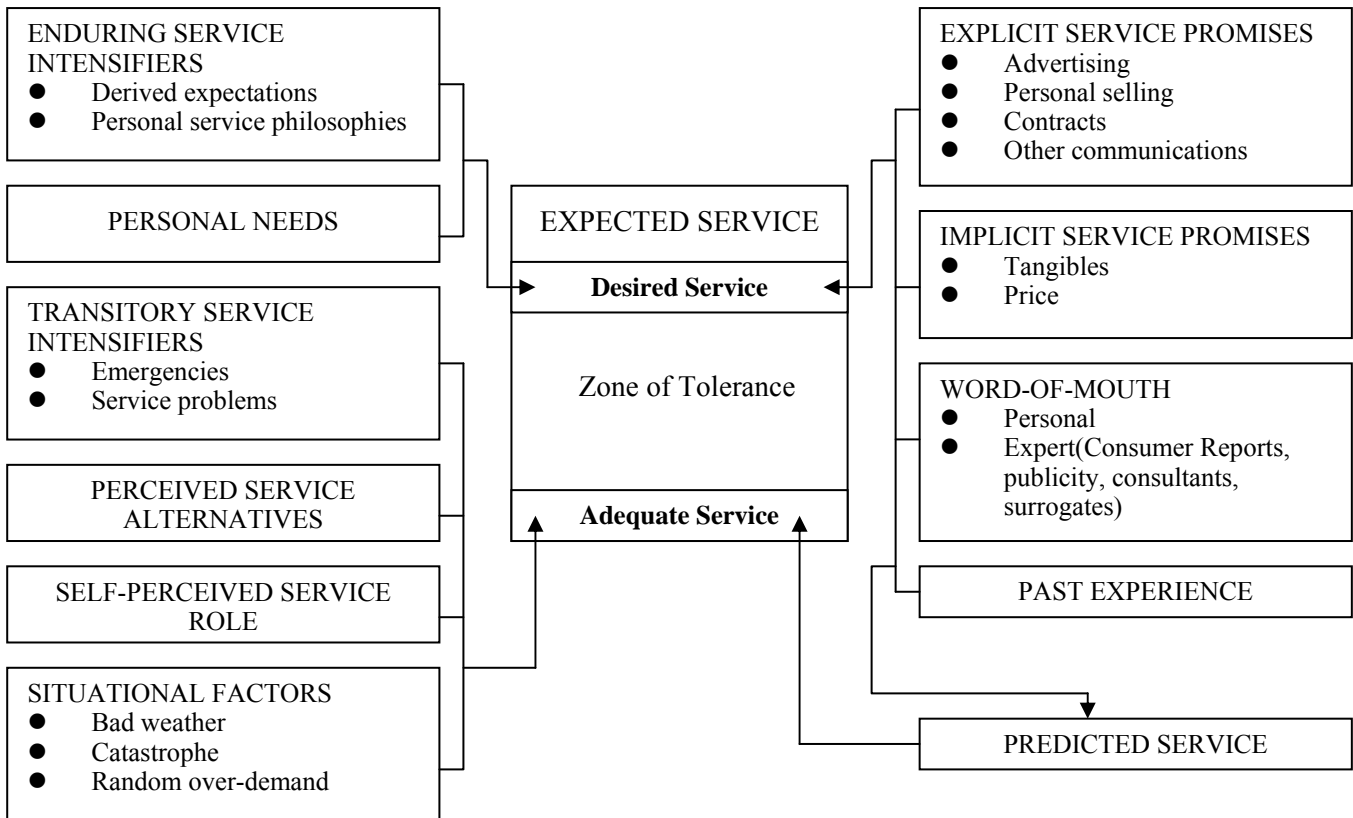 ENDURING SERVICE
INTENSIFIERS
● Derived expectations
● Personal service philosophies
PERSONAL NEEDS
TRANSITORY SERVICE
INTENSIFIERS
● Emergencies
● Service problems
PERCEIVED SERVICE
ALTERNATIVES
SELF-PERCEIVED SERVICE
ROLE
SITUATIONAL FACTORS
● Bad weather
● Catastrophe
● Random over-demand
EXPECTED SERVICE
Desired Service
Zone of Tolerance
Adequate Service
EXPLICIT SERVICE PROMISES
● Advertising
● Personal selling
● Contracts
● Other communications
IMPLICIT SERVICE PROMISES
● Tangibles
● Price
WORD-OF-MOUTH
● Personal
● Expert(Consumer Reports,
publicity, consultants,
surrogates)
PAST EXPERIENCE
PREDICTED SERVICE